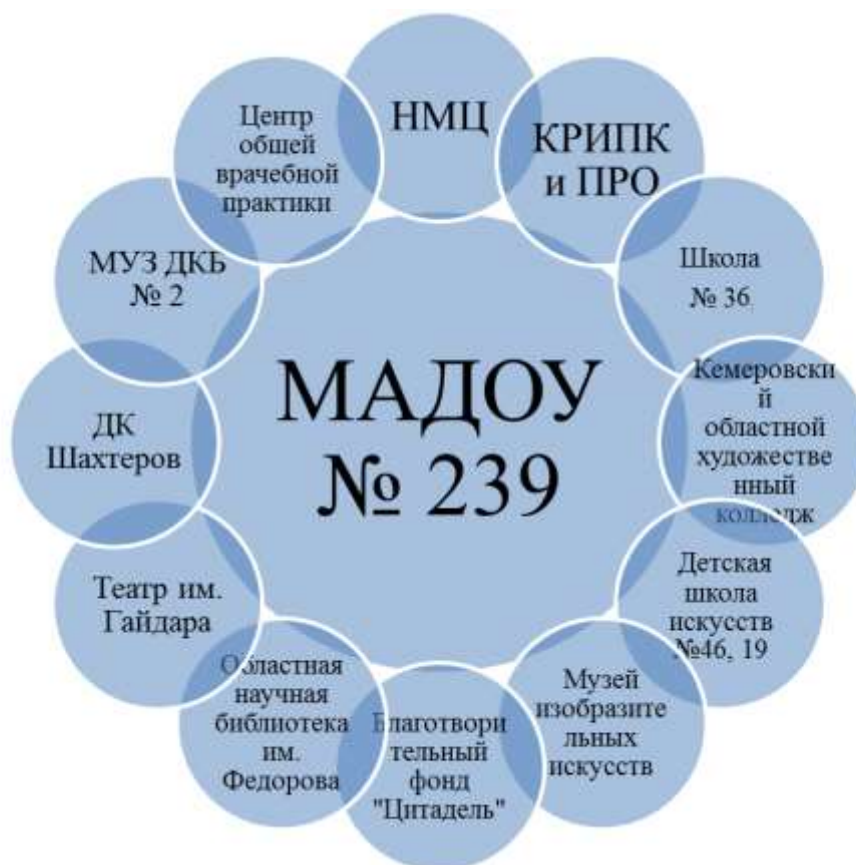 НМЦ
КРИПК
и ПРО
Школа
№ 36
Кемеровски
й
областной
художестве
нный
колледж
Детская
школа
искусств
№46, 19
Музей
изобразите
льных
искусств
Благотвори
тельный
фонд
"Цитадель"
Областная
научная
библиотека
им.
Федорова
Театр им.
Гайдара
ДК
Шахтеров
МУЗ ДКБ
№ 2
Центр
общей
врачебной
практики
МАДОУ
№ 239